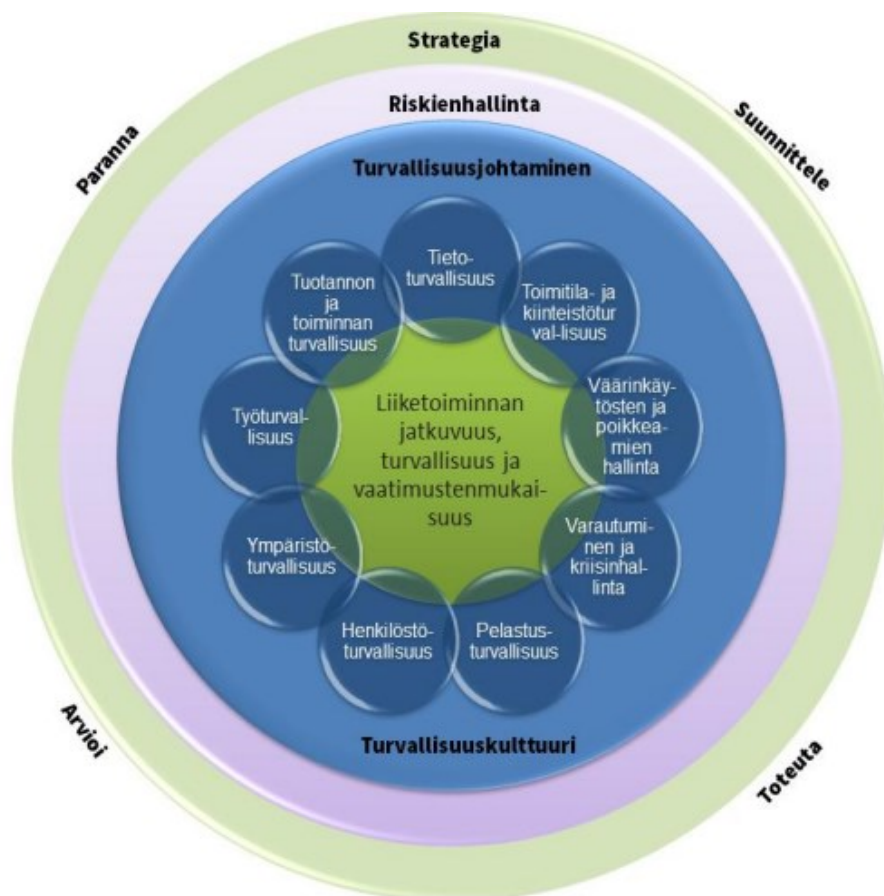 Strategia
Suunnittele
Toteuta
Arvioi
Paranna
Riskienhallinta
Turvallisuusjohtaminen
Tieto-
turvallisuus
Toimitila- ja
kiinteistötur
val-lisuus
Väärinkäy-
tösten ja
poikkea-
mien
hallinta
Varautumi-
nen ja
kriisinhal-
linta
Pelastus-
turvallisuus
Henkilöstö-
turvallisuus
Ympäristö-
turvallisuus
Työturval-
lisuus
Tuotannon
ja
toiminnan
turvallisuus
Liiketoiminnan
jatkuvuus,
turvallisuus ja
vaatimustenmukai-
suus
Turvallisuuskulttuuri